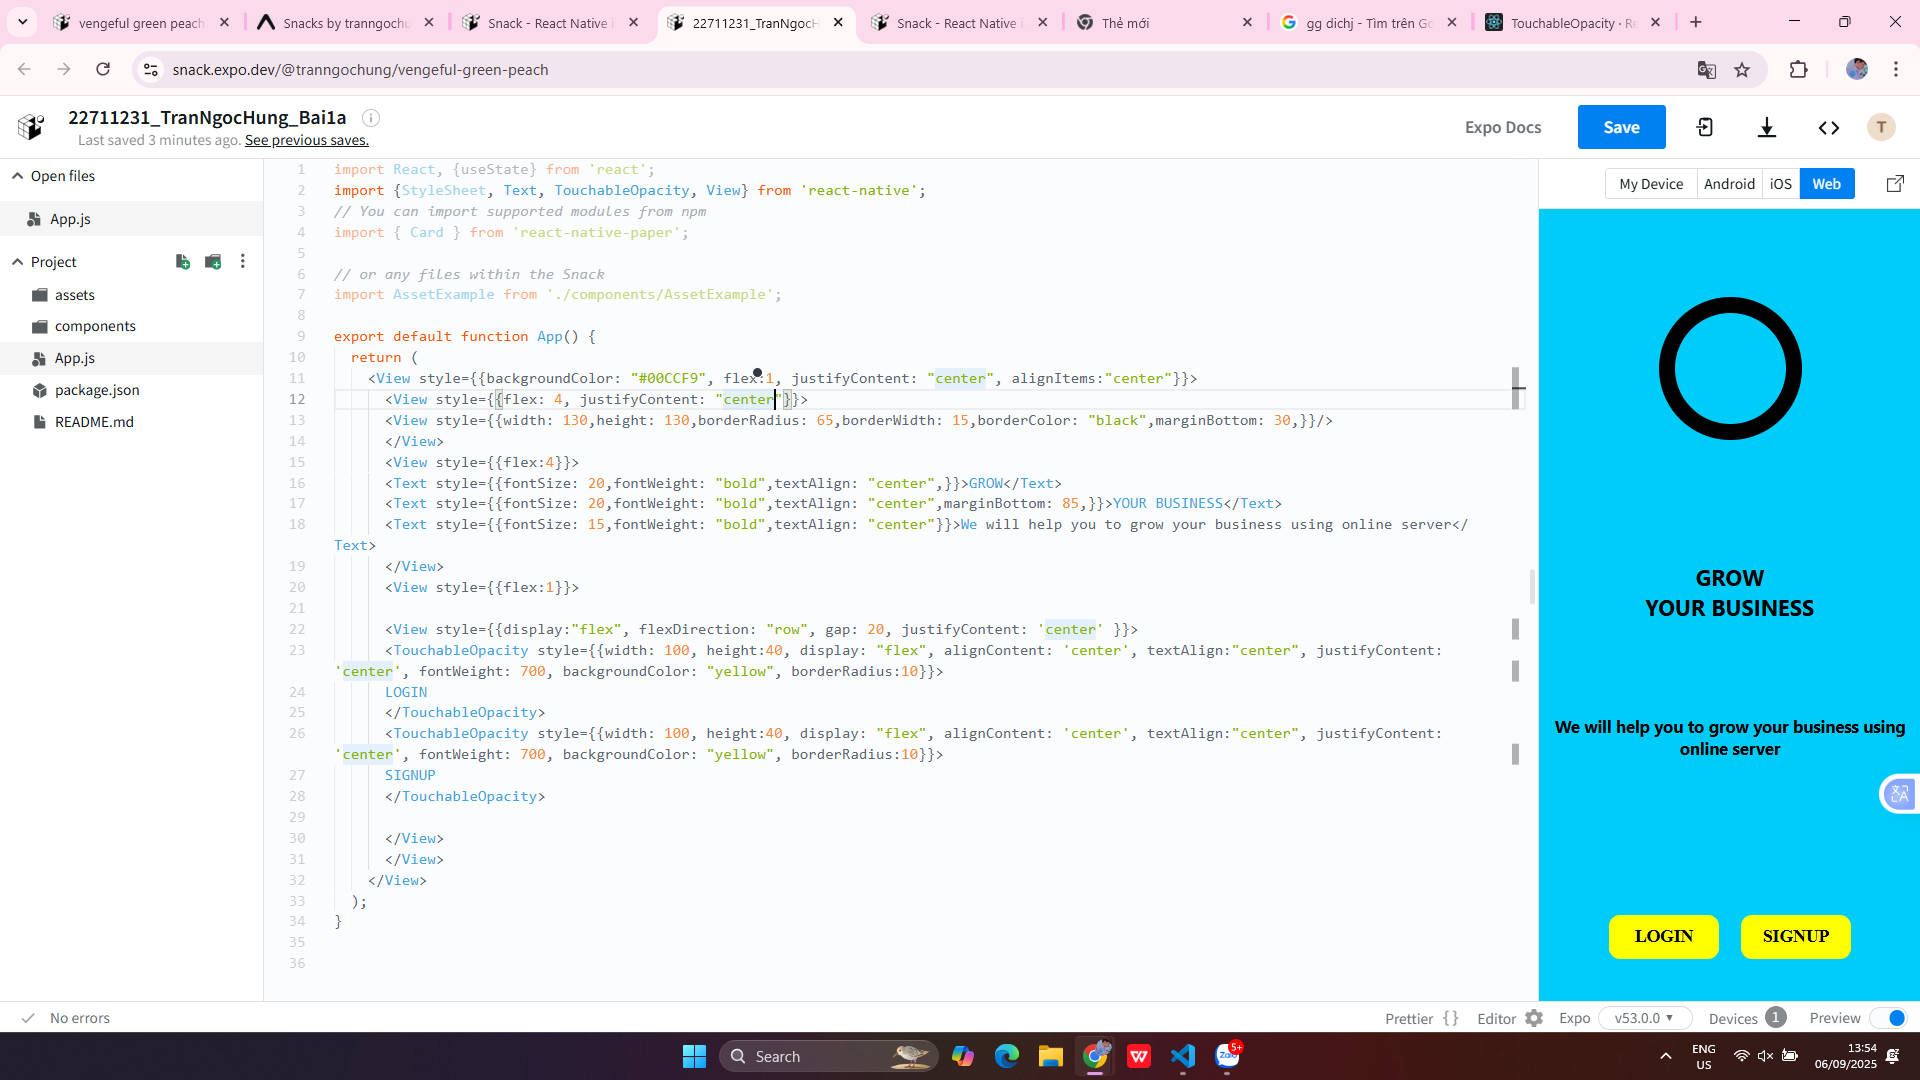 vengeful green peach
Snacks by tranngochu
Snack - React Native i
22711231_TranNgocH
Snack - React Native i
Thẻ mới
gg dichj - Tìm trên Go
TouchableOpacity · Re
snack.expo.dev/@tranngochung/vengeful-green-peach
22711231_TranNgocHung_Bai1a
Last saved 3 minutes ago. See previous saves.
Expo Docs
Save
T
Open files
App.js
Project
assets
components
App.js
package.json
README.md
1 import React, {useState} from 'react';
2 import {StyleSheet, Text, TouchableOpacity, View} from 'react-native';
3 // You can import supported modules from npm
4 import { Card } from 'react-native-paper';
5
6 // or any files within the Snack
7 import AssetExample from './components/AssetExample';
8
9 export default function App() {
10 return (
11 <View style={{backgroundColor: "#00CCF9", flex:1, justifyContent: "center", alignItems:"center"}}>
12 <View style={{flex: 4, justifyContent: "center"}}>
13 <View style={{width: 130,height: 130,borderRadius: 65,borderWidth: 15,borderColor: "black",marginBottom: 30,}}/>
14 </View>
15 <View style={{flex:4}}>
16 <Text style={{fontSize: 20,fontWeight: "bold",textAlign: "center",}}>GROW</Text>
17 <Text style={{fontSize: 20,fontWeight: "bold",textAlign: "center",marginBottom: 85,}}>YOUR BUSINESS</Text>
18 <Text style={{fontSize: 15,fontWeight: "bold",textAlign: "center"}}>We will help you to grow your business using online server</
Text>
19 </View>
20 <View style={{flex:1}}>
21
22 <View style={{display:"flex", flexDirection: "row", gap: 20, justifyContent: 'center' }}>
23 <TouchableOpacity style={{width: 100, height:40, display: "flex", alignContent: 'center', textAlign:"center", justifyContent:
'center', fontWeight: 700, backgroundColor: "yellow", borderRadius:10}}>
24 LOGIN
25 </TouchableOpacity>
26 <TouchableOpacity style={{width: 100, height:40, display: "flex", alignContent: 'center', textAlign:"center", justifyContent:
'center', fontWeight: 700, backgroundColor: "yellow", borderRadius:10}}>
27 SIGNUP
28 </TouchableOpacity>
29
30 </View>
31 </View>
32 </View>
33 );
34 }
35
36
My Device
Android
iOS
Web
GROW
YOUR BUSINESS
We will help you to grow your business using
online server
LOGIN
SIGNUP
No errors
Prettier { }
Editor
Expo
v53.0.0
Devices 1
Preview
Search
W
Zalo
5+
ENG
US
13:54
06/09/2025